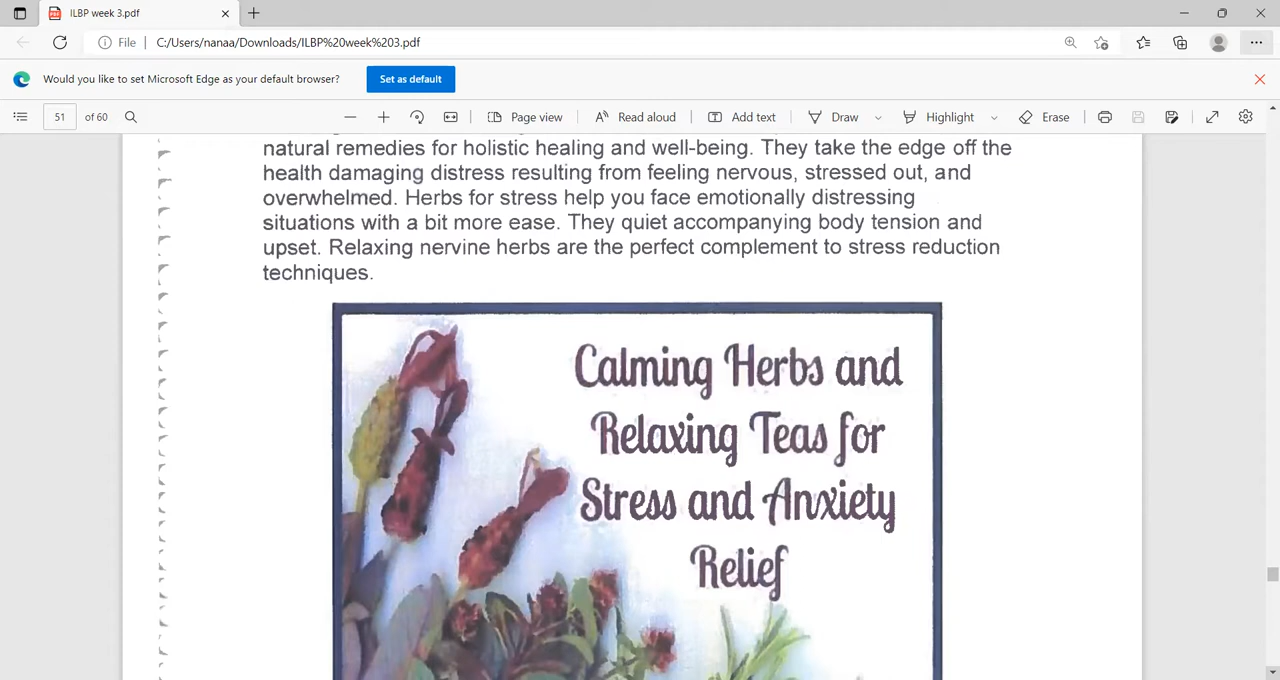 ILBP week 3.pdf
File C:/Users/nanaa/Downloads/ILBP%20week%203.pdf
Would you like to set Microsoft Edge as your default browser? Set as default
51 of 60 Page view Read aloud Add text Draw Highlight Erase
natural remedies for holistic healing and well-being. They take the edge off the
health damaging distress resulting from feeling nervous, stressed out, and
overwhelmed. Herbs for stress help you face emotionally distressing
situations with a bit more ease. They quiet accompanying body tension and
upset. Relaxing nervine herbs are the perfect complement to stress reduction
techniques.
Calming Herbs and
Relaxing Teas for
Stress and Anxiety
Relief